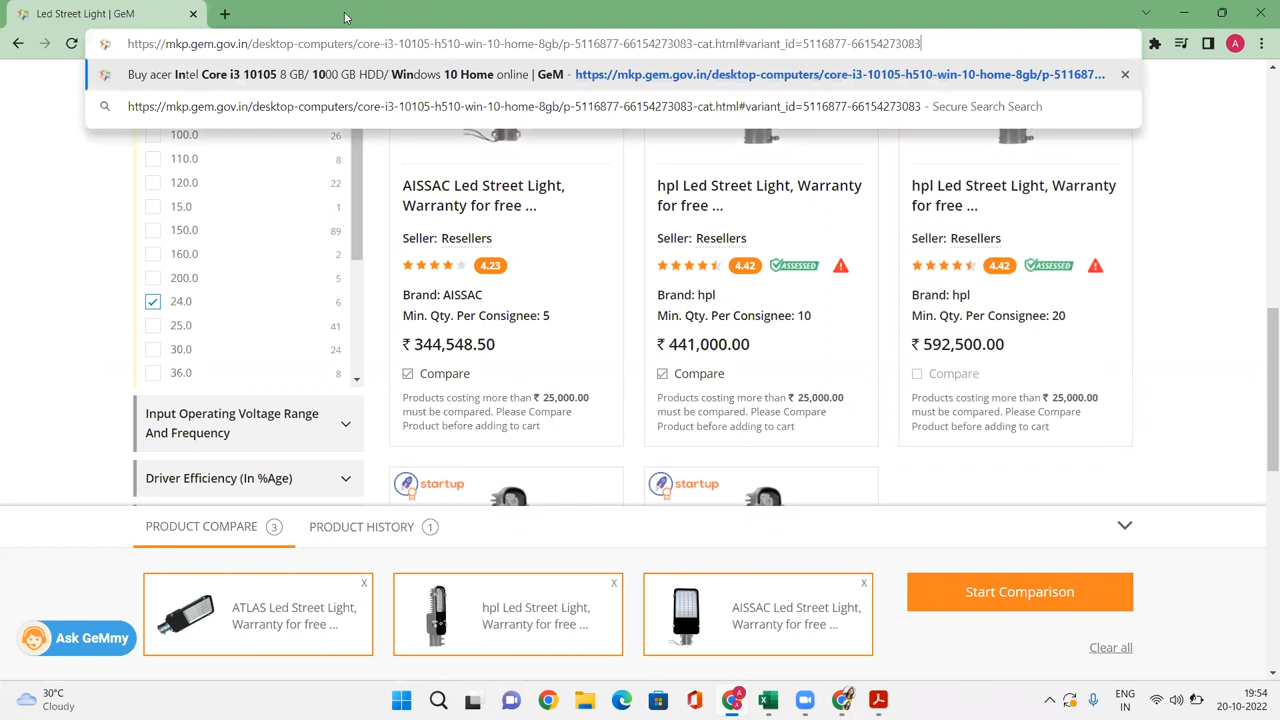 Led Street Light | GeM
https://mkp.gem.gov.in/desktop-computers/core-i3-10105-h510-win-10-home-8gb/p-5116877-66154273083-cat.html#variant_id=5116877-66154273083
Buy acer Intel Core i3 10105 8 GB/ 1000 GB HDD/ Windows 10 Home online | GeM - https://mkp.gem.gov.in/desktop-computers/core-i3-10105-h510-win-10-home-8gb/p-51168...
https://mkp.gem.gov.in/desktop-computers/core-i3-10105-h510-win-10-home-8gb/p-5116877-66154273083-cat.html#variant_id=5116877-66154273083 - Secure Search Search
A
100.0 26
110.0 8
120.0 22
15.0 1
150.0 89
160.0 2
200.0 5
24.0 6
25.0 41
30.0 24
36.0 8
Input Operating Voltage Range
And Frequency
Driver Efficiency (In %Age)
AISSAC Led Street Light,
Warranty for free ...
Seller: Resellers
4.23
Brand: AISSAC
Min. Qty. Per Consignee: 5
₹ 344,548.50
Compare
Products costing more than ₹ 25,000.00
must be compared. Please Compare
Product before adding to cart
hpl Led Street Light, Warranty
for free ...
Seller: Resellers
4.42 ASSESSED
Brand: hpl
Min. Qty. Per Consignee: 10
₹ 441,000.00
Compare
Products costing more than ₹ 25,000.00
must be compared. Please Compare
Product before adding to cart
hpl Led Street Light, Warranty
for free ...
Seller: Resellers
4.42 ASSESSED
Brand: hpl
Min. Qty. Per Consignee: 20
₹ 592,500.00
Compare
Products costing more than ₹ 25,000.00
must be compared. Please Compare
Product before adding to cart
startup
startup
PRODUCT COMPARE 3
PRODUCT HISTORY 1
X
ATLAS Led Street Light,
Warranty for free ...
X
hpl Led Street Light,
Warranty for free ...
X
AISSAC Led Street Light,
Warranty for free ...
Start Comparison
Clear all
Ask GeMmy
30°C
Cloudy
A
ENG
IN
19:54
20-10-2022